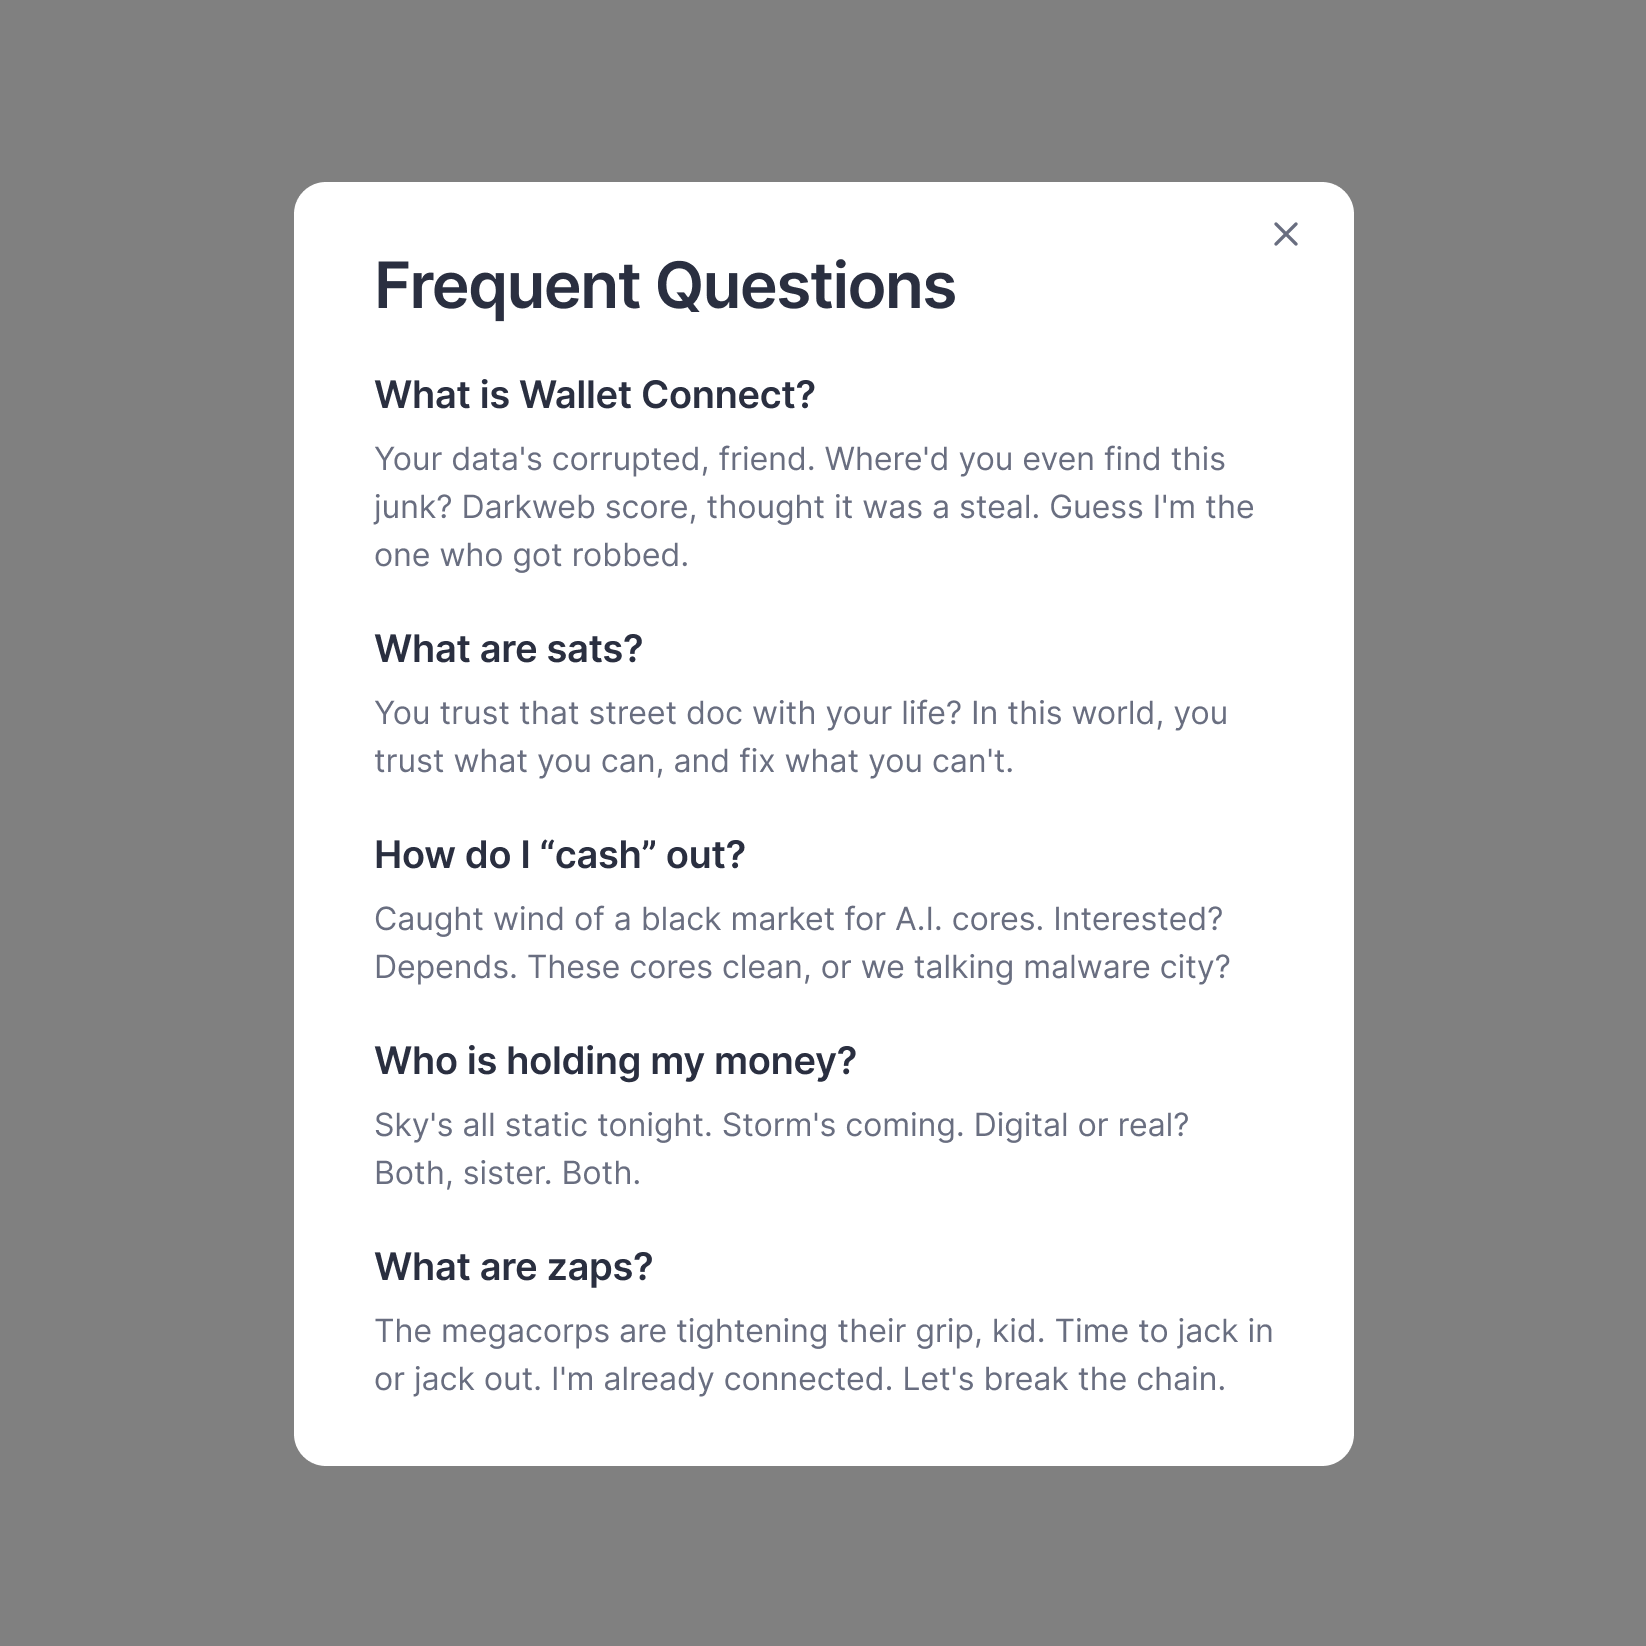 Frequent Questions
What is Wallet Connect?
Your data's corrupted, friend. Where'd you even find this
junk? Darkweb score, thought it was a steal. Guess I'm the
one who got robbed.
What are sats?
You trust that street doc with your life? In this world, you
trust what you can, and fix what you can't.
How do I “cash” out?
Caught wind of a black market for A.I. cores. Interested?
Depends. These cores clean, or we talking malware city?
Who is holding my money?
Sky's all static tonight. Storm's coming. Digital or real?
Both, sister. Both.
What are zaps?
The megacorps are tightening their grip, kid. Time to jack in
or jack out. I'm already connected. Let's break the chain.